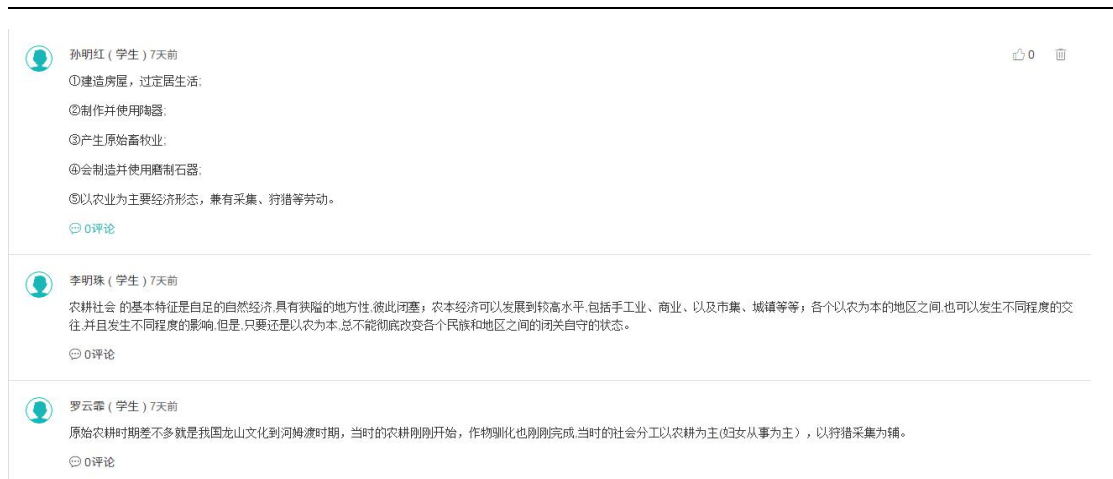 孙明红 ( 学生 ) 7天前
0
①建造房屋，过定居生活;
②制作并使用陶器;
③产生原始畜牧业;
④会制造并使用磨制石器;
⑤以农业为主要经济形态，兼有采集、狩猎等劳动。
0评论
李明珠 ( 学生 ) 7天前
农耕社会 的基本特征是自足的自然经济,具有狭隘的地方性,彼此闭塞；农本经济可以发展到较高水平,包括手工业、商业、以及市集、城镇等等；各个以农为本的地区之间,也可以发生不同程度的交
往,并且发生不同程度的影响,但是,只要还是以农为本,总不能彻底改变各个民族和地区之间的闭关自守的状态。
0评论
罗云霏 ( 学生 ) 7天前
原始农耕时期差不多就是我国龙山文化到河姆渡时期，当时的农耕刚刚开始，作物驯化也刚刚完成,当时的社会分工以农耕为主(妇女从事为主），以狩猎采集为辅。
0评论